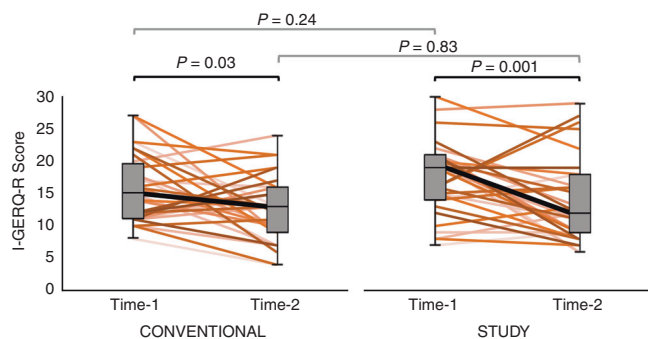 P = 0.24
P = 0.83
P = 0.03
P = 0.001
I-GERQ-R Score
30
25
20
15
10
5
0
Time-1
Time-2
Time-1
Time-2
CONVENTIONAL
STUDY